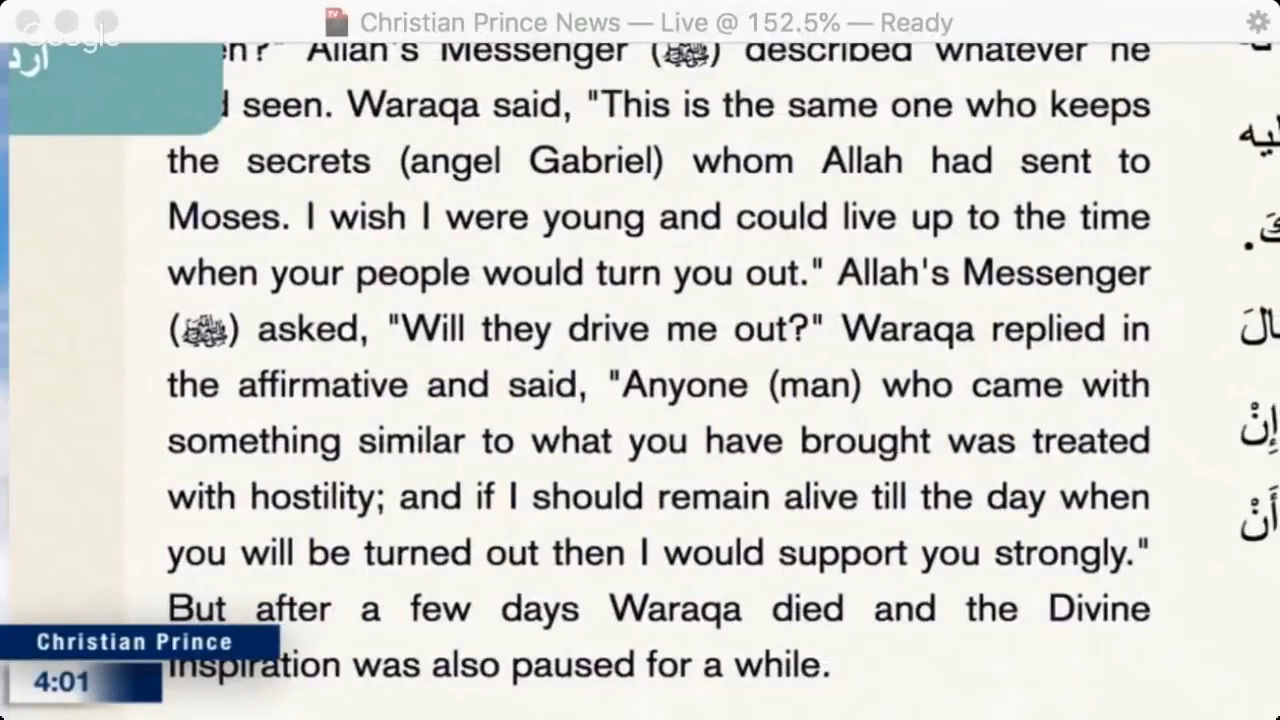 Christian Prince News — Live @ 152.5% — Ready
Google
Allah's Messenger (ﷺ) described whatever he
seen. Waraqa said, "This is the same one who keeps
the secrets (angel Gabriel) whom Allah had sent to
Moses. I wish I were young and could live up to the time
when your people would turn you out." Allah's Messenger
(ﷺ) asked, "Will they drive me out?" Waraqa replied in
the affirmative and said, "Anyone (man) who came with
something similar to what you have brought was treated
with hostility; and if I should remain alive till the day when
you will be turned out then I would support you strongly."
But after a few days Waraqa died and the Divine
Inspiration was also paused for a while.
Christian Prince
4:01
إِنْ
أَنْ